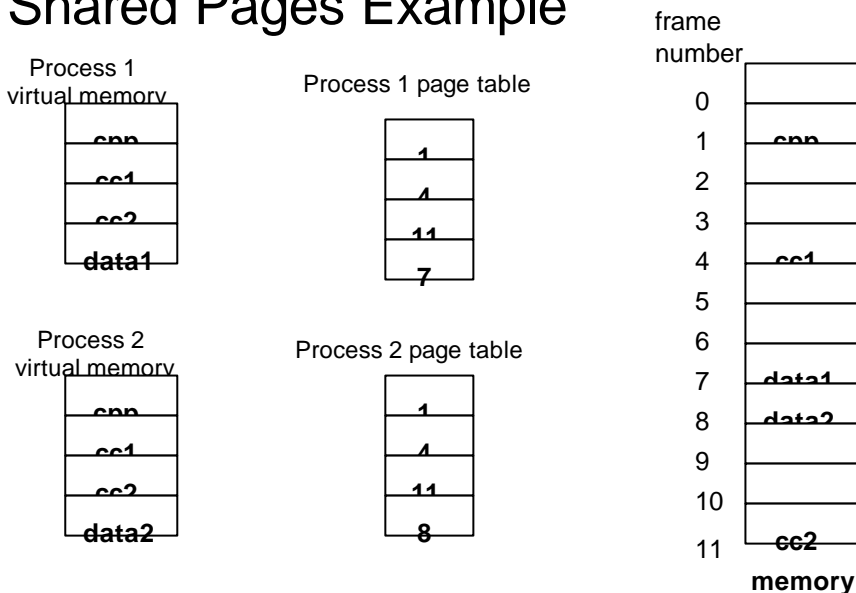 Shared Pages Example
Process 1
virtual memory
cpp
cc1
cc2
data1
Process 1 page table
1
4
11
7
Process 2
virtual memory
cpp
cc1
cc2
data2
Process 2 page table
1
4
11
8
frame
number
0
1 cpp
2
3
4 cc1
5
6
7 data1
8 data2
9
10
11 cc2
memory